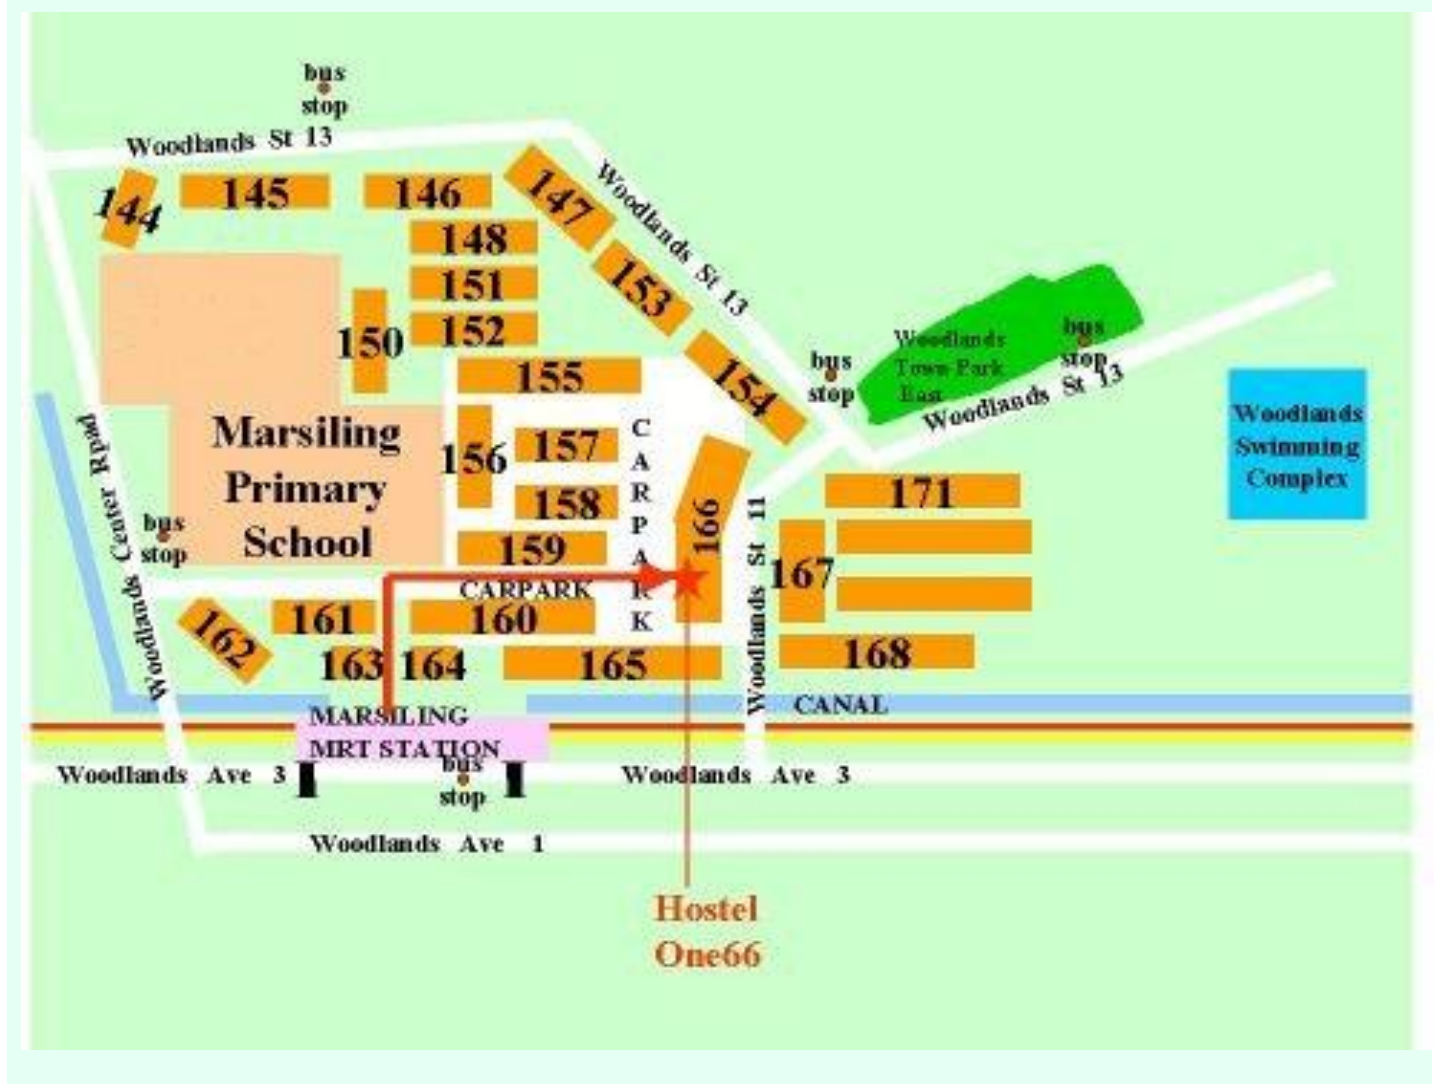 bus
stop
Woodlands St 13
144
145
146
147
Woodlands St 13
148
151
153
150
152
154
155
bus
stop
Woodlands
Town Park
East
bus
stop
Woodlands St 13
Woodlands
Swimming
Complex
Marsiling
Primary
School
156
157
158
159
CARPARK
166
171
Woodlands Center Rpad
bus
stop
Woodlands St 11
167
CARPARK
161
160
162
163
164
165
168
CANAL
MARSILING
MRT STATION
Woodlands Ave 3
bus
stop
Woodlands Ave 3
Woodlands Ave 1
Hostel
One66